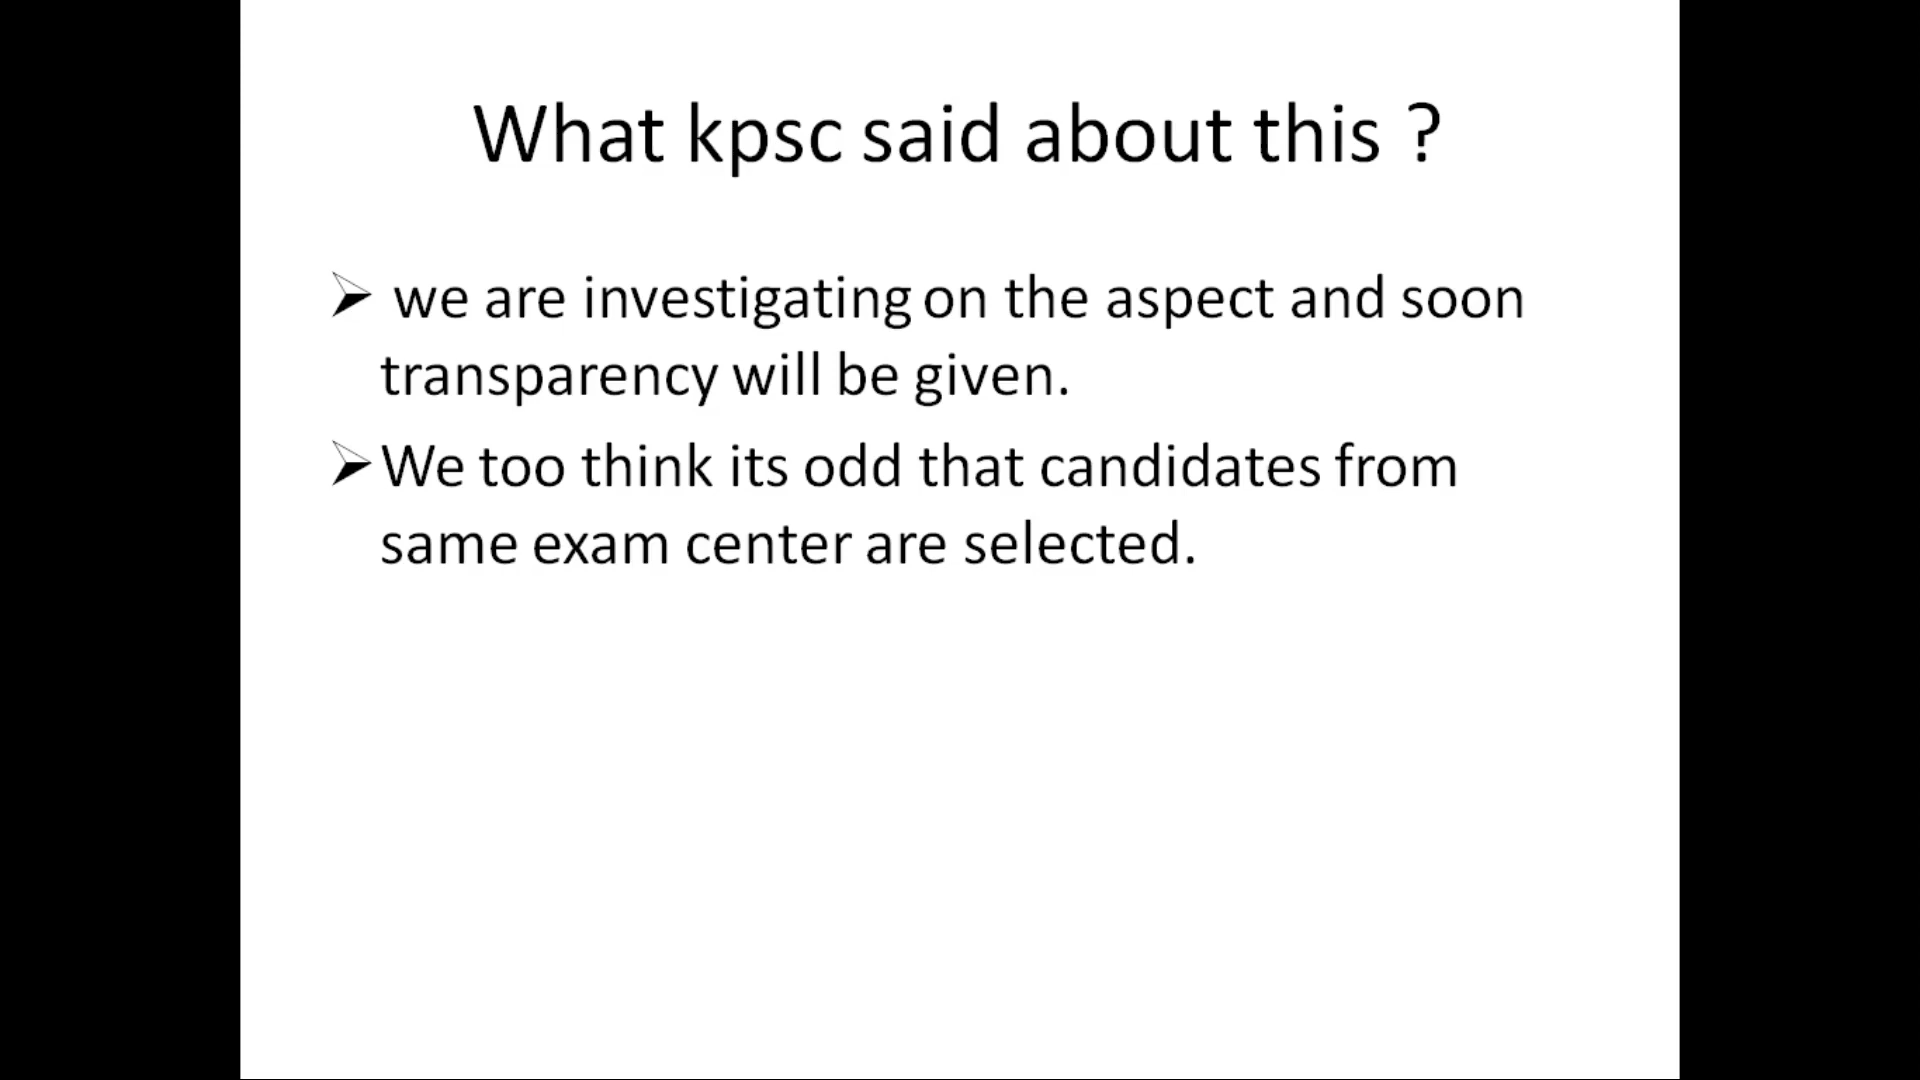 What kpsc said about this ?
➢ we are investigating on the aspect and soon
transparency will be given.
➢We too think its odd that candidates from
same exam center are selected.